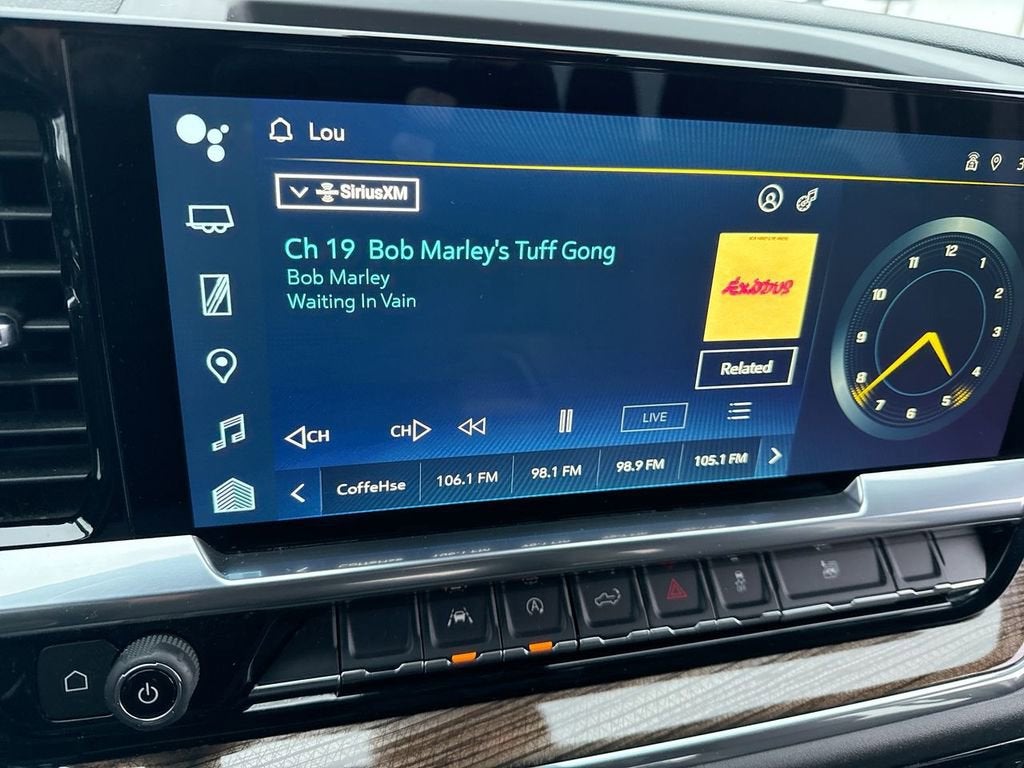 Lou
3
SiriusXM
Ch 19 Bob Marley's Tuff Gong
Bob Marley
Waiting In Vain
Exodus
Related
CH
CH
LIVE
CoffeHse
106.1 FM
98.1 FM
98.9 FM
105.1 FM
12
1
2
3
4
5
6
7
8
9
10
11
A